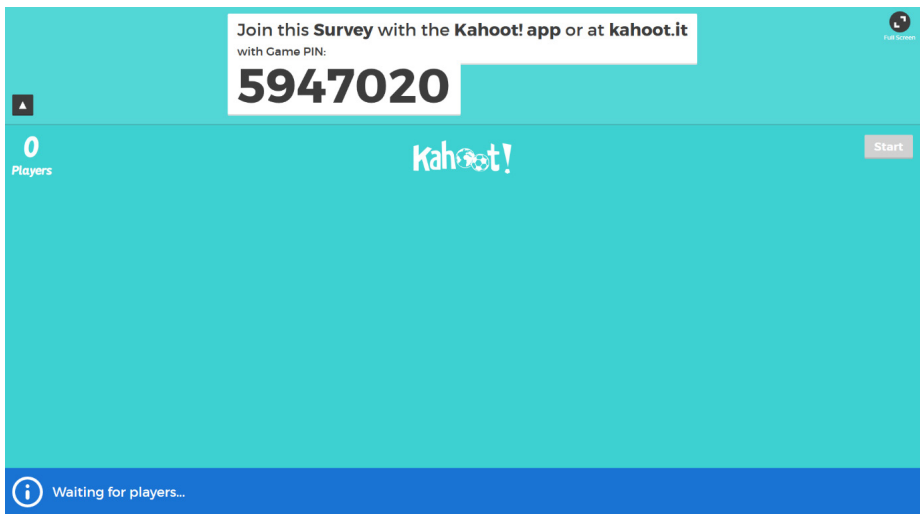 Join this Survey with the Kahoot! app or at kahoot.it
Full Screen
with Game PIN:
5947020
▲
0
Players
Kahoot!
Start
Waiting for players...